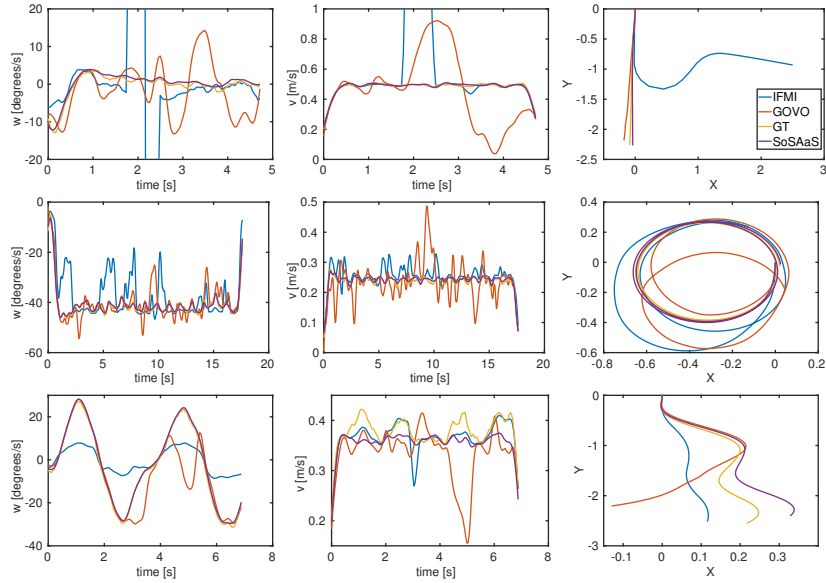 20
10
0
-10
-20
w [degrees/s]
0 1 2 3 4 5
time [s]
1
0.8
0.6
0.4
0.2
0
v [m/s]
0 1 2 3 4 5
time [s]
0
-0.5
-1.0
-1.5
-2.0
-2.5
Y
IFMI
GOVO
GT
SoSAaS
-1 0 1 2 3
X
0
-20
-40
-60
w [degrees/s]
0 5 10 15 20
time [s]
0.5
0.4
0.3
0.2
0.1
0
v [m/s]
0 5 10 15 20
time [s]
0.4
0.2
0
-0.2
-0.4
-0.6
Y
-0.8 -0.6 -0.4 -0.2 0 0.2
X
20
0
-20
-40
w [degrees/s]
0 2 4 6 8
time [s]
0.4
0.3
0.2
v [m/s]
0 2 4 6 8
time [s]
0
-1
-2
-3
Y
-0.1 0 0.1 0.2 0.3
X